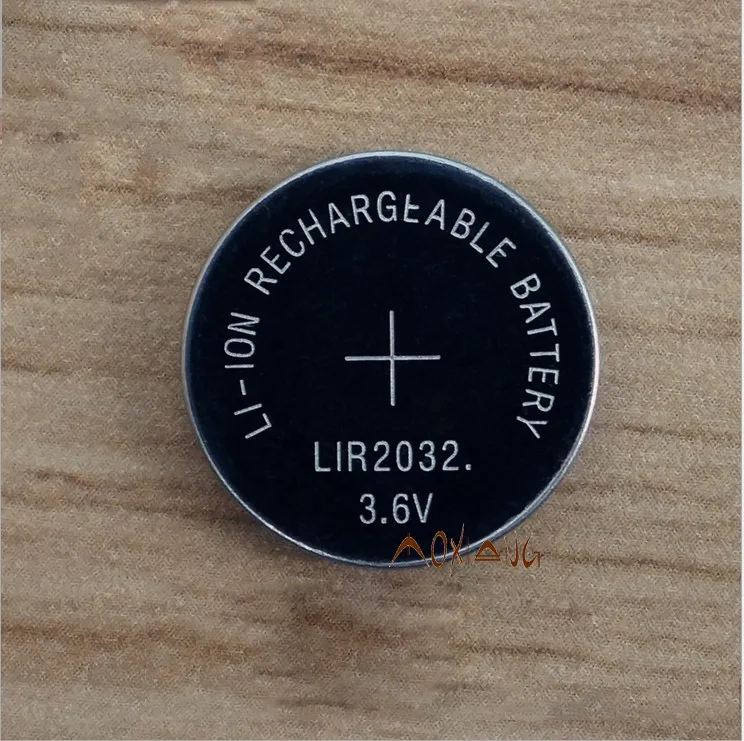 LI-ION RECHARGEABLE BATTERY
+
LIR2032.
3.6V